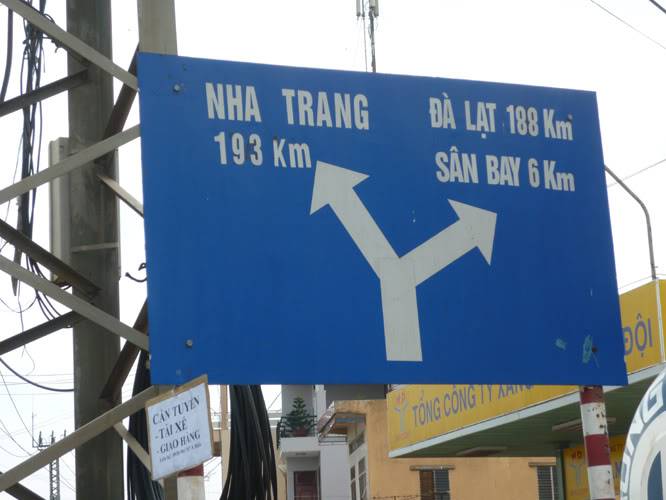 NHA TRANG
193 Km
ĐÀ LẠT 188 Km
SÂN BAY 6 Km
CẦN TUYỂN
- TÀI XẾ
- GIAO HÀNG
TỔNG CÔNG TY XĂNG
ĐỘI